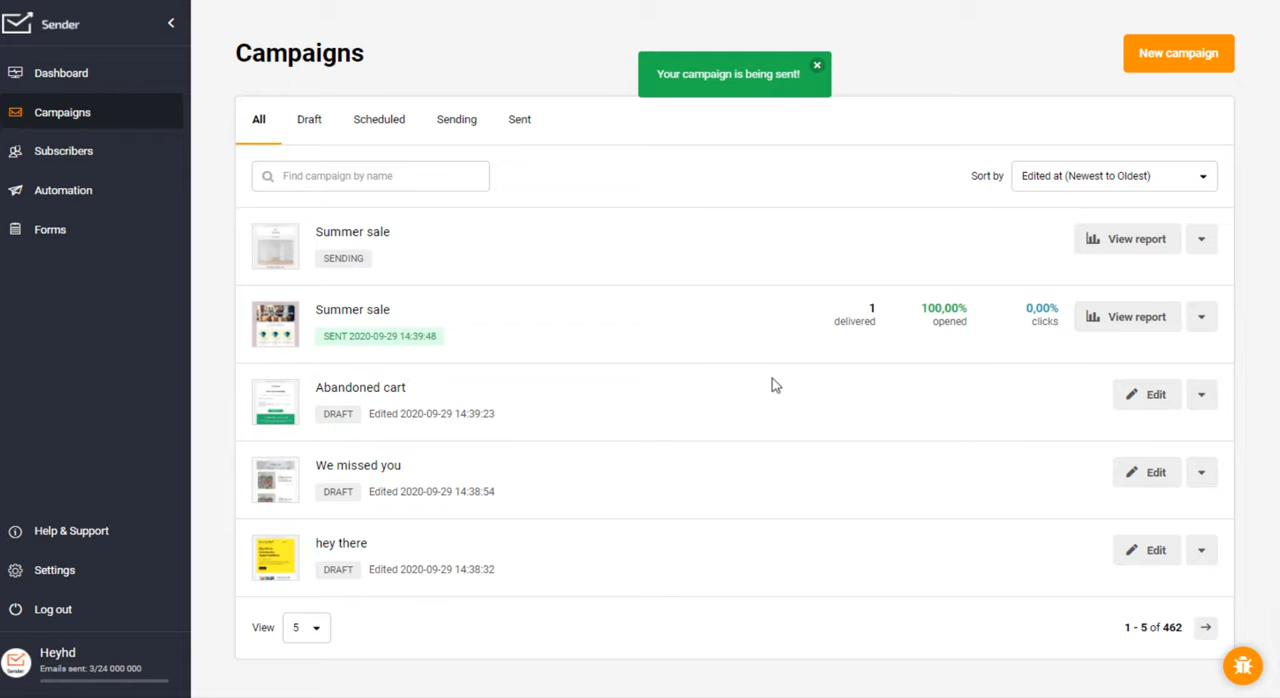 Sender
Dashboard
Campaigns
Subscribers
Automation
Forms
Help & Support
Settings
Log out
Heyhd
Emails sent: 3/24 000 000
Campaigns
Your campaign is being sent!
New campaign
All Draft Scheduled Sending Sent
Find campaign by name
Sort by Edited at (Newest to Oldest)
Summer sale
SENDING
View report
Summer sale
SENT 2020-09-29 14:39:48
1 100,00% 0,00%
delivered opened clicks
View report
Abandoned cart
DRAFT Edited 2020-09-29 14:39:23
Edit
We missed you
DRAFT Edited 2020-09-29 14:38:54
Edit
hey there
DRAFT Edited 2020-09-29 14:38:32
Edit
View 5
1 - 5 of 462